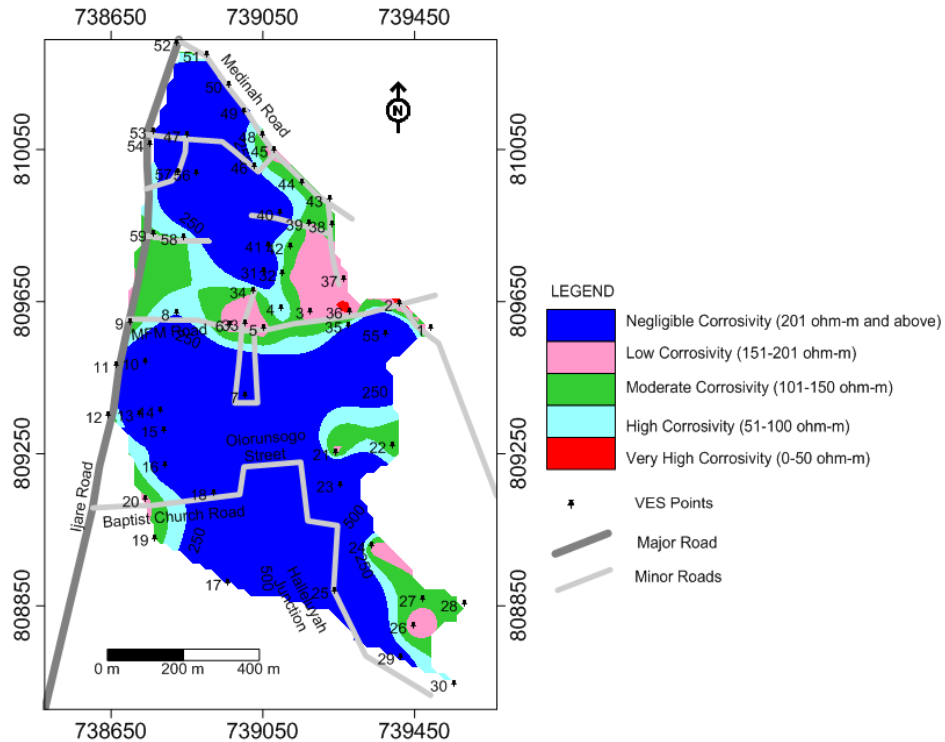 738650 739050 739450
52
51
Medinah Road
50
49
N
53 47 48
54 45
810050 810050
46
57 56
44
43
40
39 38
59 58 250
41 42
31 32 37
34
809650 809650
4 3 36 2
8
9 6 33 5 35 1
MFM Road
250
55
11 10
7
250
12 13 14
15
Olorunsogo
Street
21 22
809250 809250
16
23
20 18
Baptist Church Road
Ijare Road
500
19
250
24
250
17 500
Halleluyah
Junction
25
27 28
808850 808850
26
29
30
0 m 200 m 400 m
738650 739050 739450
LEGEND
Negligible Corrosivity (201 ohm-m and above)
Low Corrosivity (151-201 ohm-m)
Moderate Corrosivity (101-150 ohm-m)
High Corrosivity (51-100 ohm-m)
Very High Corrosivity (0-50 ohm-m)
VES Points
Major Road
Minor Roads